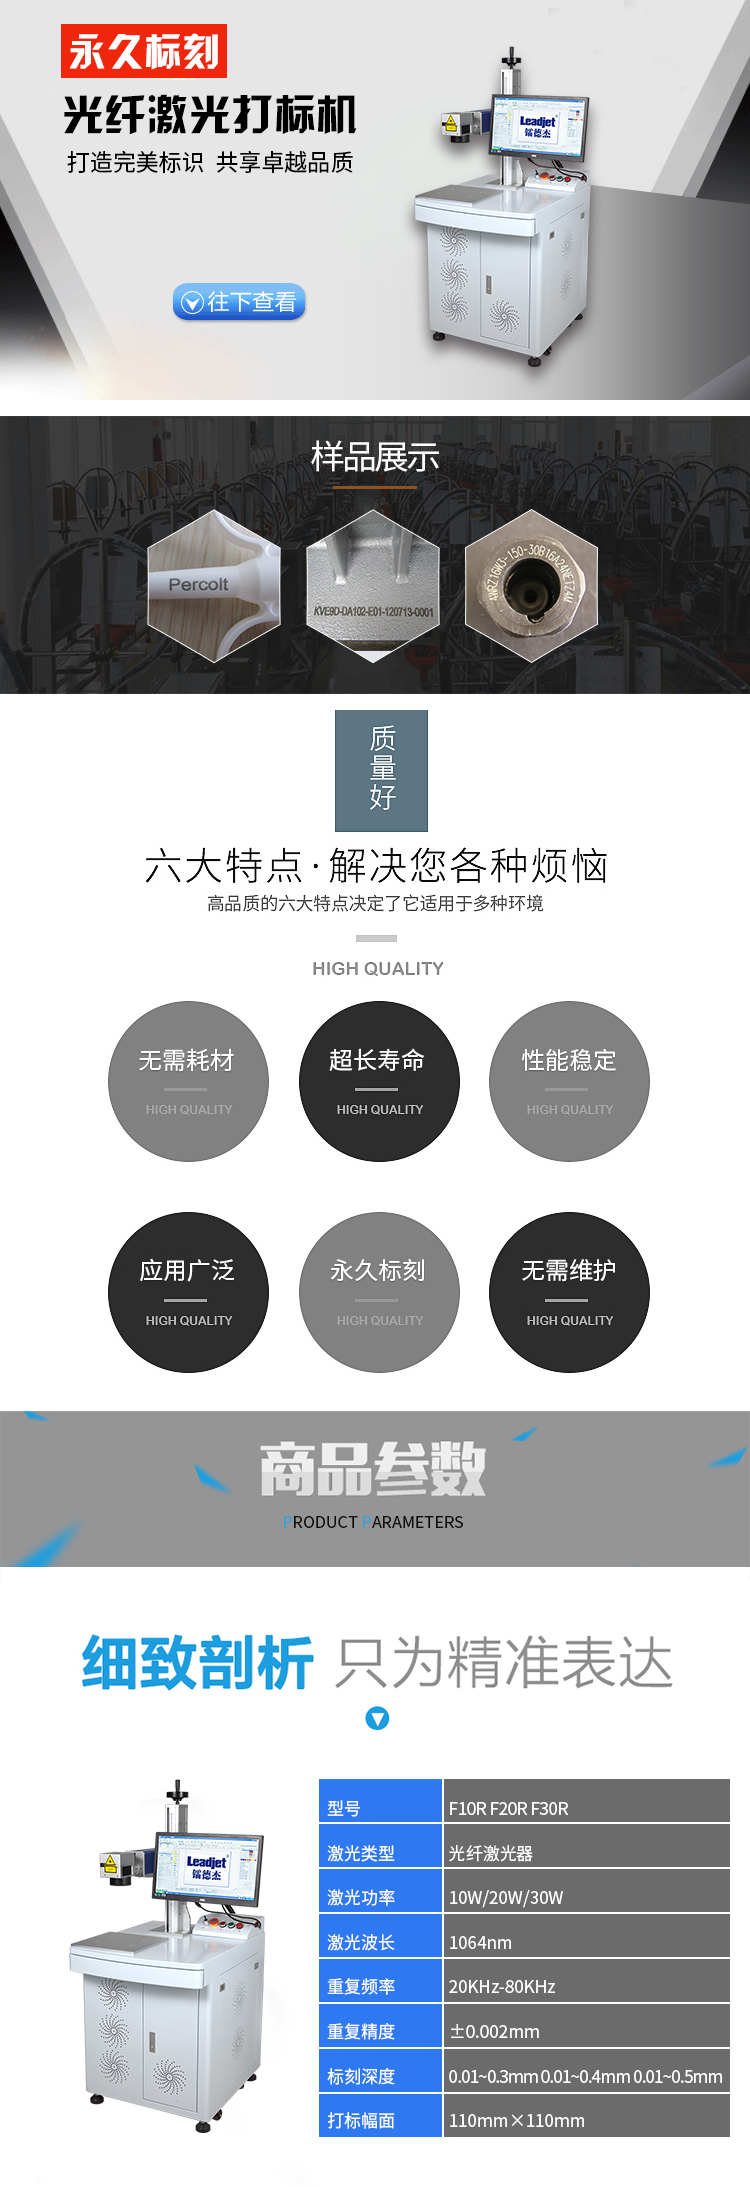 永久标刻
光纤激光打标机
打造完美标识 共享卓越品质
Leadjet
镭德杰
往下查看
样品展示
Percolt
KVE9D-DA102-E01-120713-0001
4WRZ16W3-150-30B16A24NETZ4M
质量好
六大特点·解决您各种烦恼
高品质的六大特点决定了它适用于多种环境
HIGH QUALITY
无需耗材
HIGH QUALITY
超长寿命
HIGH QUALITY
性能稳定
HIGH QUALITY
应用广泛
HIGH QUALITY
永久标刻
HIGH QUALITY
无需维护
HIGH QUALITY
商品参数
PRODUCT PARAMETERS
细致剖析 只为精准表达
Leadjet
镭德杰
型号 F10R F20R F30R
激光类型 光纤激光器
激光功率 10W/20W/30W
激光波长 1064nm
重复频率 20KHz-80KHz
重复精度 ±0.002mm
标刻深度 0.01~0.3mm 0.01~0.4mm 0.01~0.5mm
打标幅面 110mm×110mm